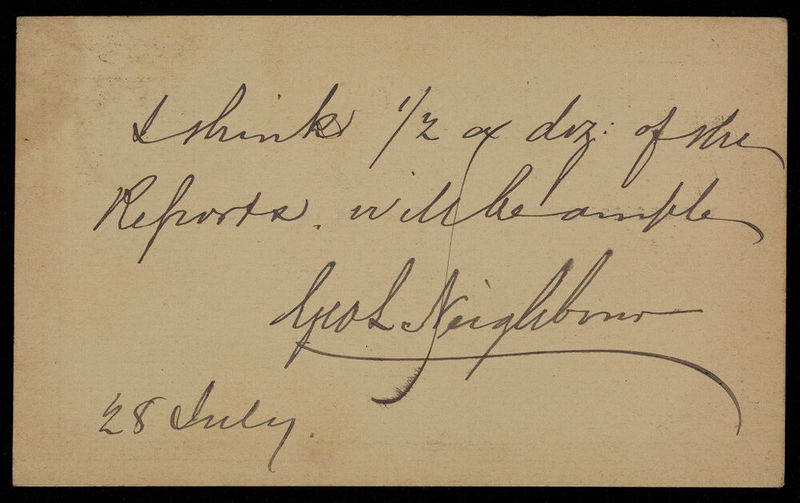 I think 1/2 a doz: of the
Reports. will be ample
Geo L Neighbour
28 July.